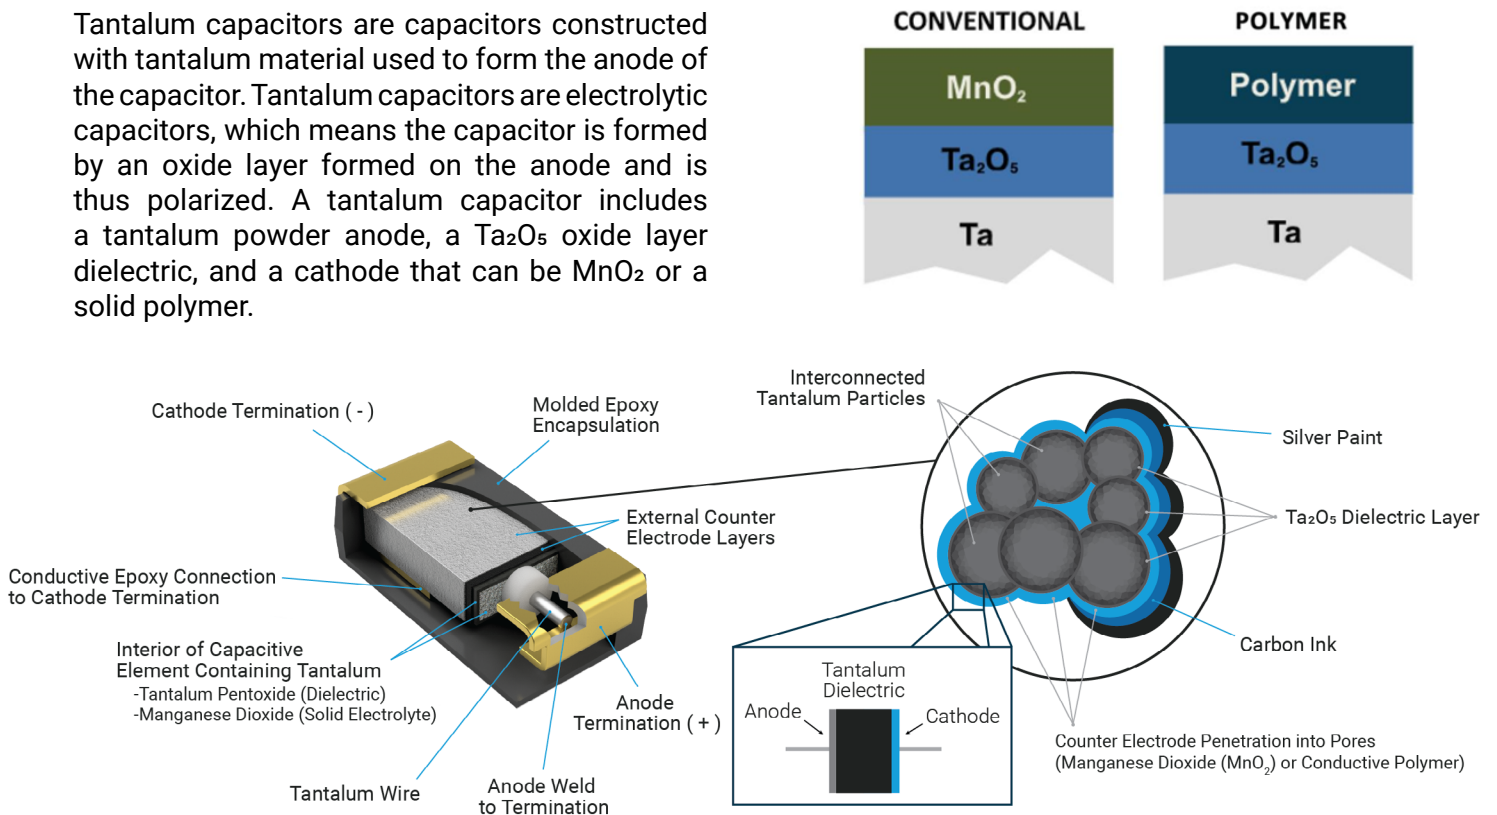 Tantalum capacitors are capacitors constructed
with tantalum material used to form the anode of
the capacitor. Tantalum capacitors are electrolytic
capacitors, which means the capacitor is formed
by an oxide layer formed on the anode and is
thus polarized. A tantalum capacitor includes
a tantalum powder anode, a Ta₂O₅ oxide layer
dielectric, and a cathode that can be MnO₂ or a
solid polymer.
CONVENTIONAL
MnO₂
Ta₂O₅
Ta
POLYMER
Polymer
Ta₂O₅
Ta
Cathode Termination ( - )
Molded Epoxy
Encapsulation
External Counter
Electrode Layers
Conductive Epoxy Connection
to Cathode Termination
Interior of Capacitive
Element Containing Tantalum
-Tantalum Pentoxide (Dielectric)
-Manganese Dioxide (Solid Electrolyte)
Anode
Termination ( + )
Tantalum Wire
Anode Weld
to Termination
Interconnected
Tantalum Particles
Silver Paint
Ta₂O₅ Dielectric Layer
Carbon Ink
Tantalum
Dielectric
Anode
Cathode
Counter Electrode Penetration into Pores
(Manganese Dioxide (MnO₂) or Conductive Polymer)